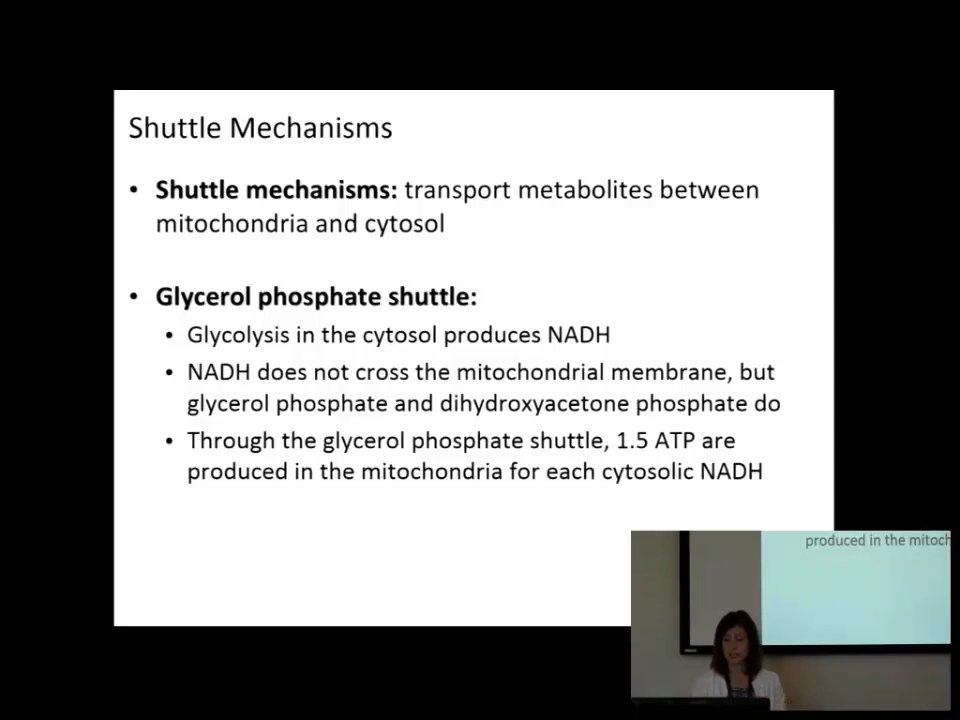 Shuttle Mechanisms
• Shuttle mechanisms: transport metabolites between
mitochondria and cytosol
• Glycerol phosphate shuttle:
• Glycolysis in the cytosol produces NADH
• NADH does not cross the mitochondrial membrane, but
glycerol phosphate and dihydroxyacetone phosphate do
• Through the glycerol phosphate shuttle, 1.5 ATP are
produced in the mitochondria for each cytosolic NADH
produced in the mitoch